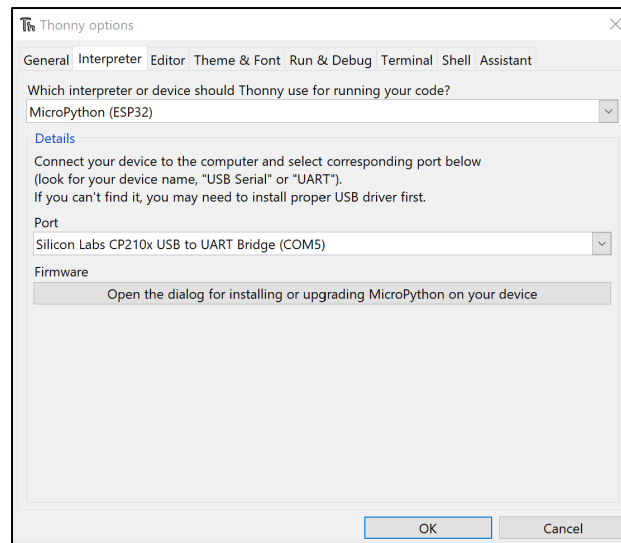 Thonny options
General Interpreter Editor Theme & Font Run & Debug Terminal Shell Assistant
Which interpreter or device should Thonny use for running your code?
MicroPython (ESP32)
Details
Connect your device to the computer and select corresponding port below
(look for your device name, "USB Serial" or "UART").
If you can't find it, you may need to install proper USB driver first.
Port
Silicon Labs CP210x USB to UART Bridge (COM5)
Firmware
Open the dialog for installing or upgrading MicroPython on your device
OK Cancel